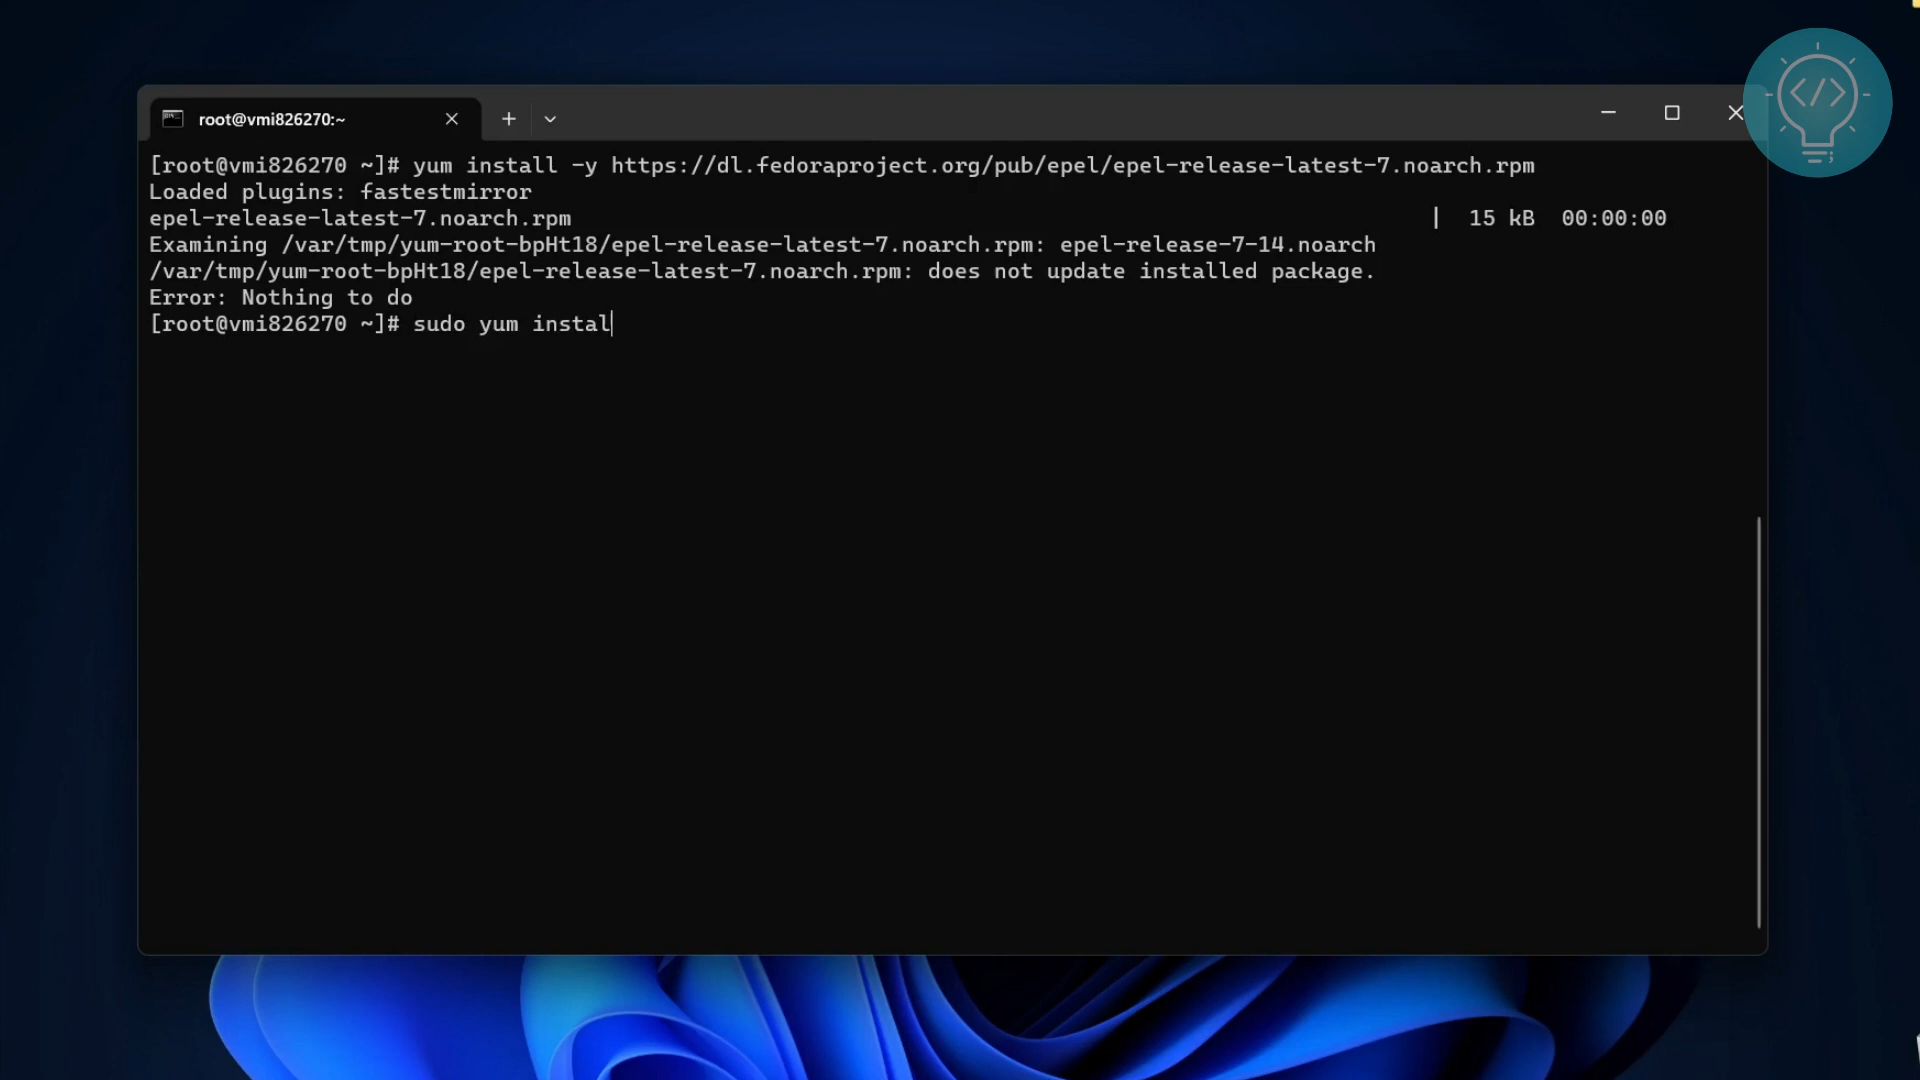 root@vmi826270:~
[root@vmi826270 ~]# yum install -y https://dl.fedoraproject.org/pub/epel/epel-release-latest-7.noarch.rpm
Loaded plugins: fastestmirror
epel-release-latest-7.noarch.rpm | 15 kB 00:00:00
Examining /var/tmp/yum-root-bpHt18/epel-release-latest-7.noarch.rpm: epel-release-7-14.noarch
/var/tmp/yum-root-bpHt18/epel-release-latest-7.noarch.rpm: does not update installed package.
Error: Nothing to do
[root@vmi826270 ~]# sudo yum instal